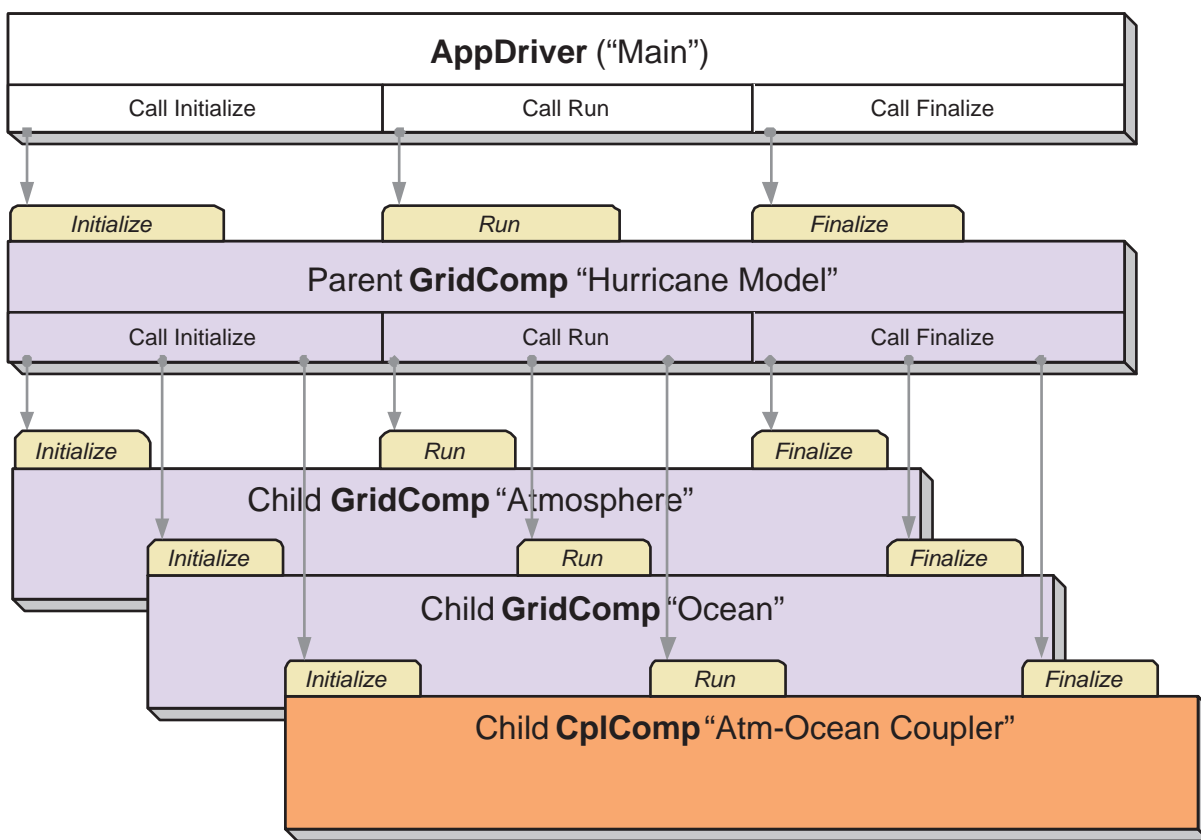 AppDriver (“Main”)
Call Initialize Call Run Call Finalize
Initialize Run Finalize
Parent GridComp “Hurricane Model”
Call Initialize Call Run Call Finalize
Initialize Run Finalize
Child GridComp “Atmosphere”
Initialize Run Finalize
Child GridComp “Ocean”
Initialize Run Finalize
Child CplComp “Atm-Ocean Coupler”